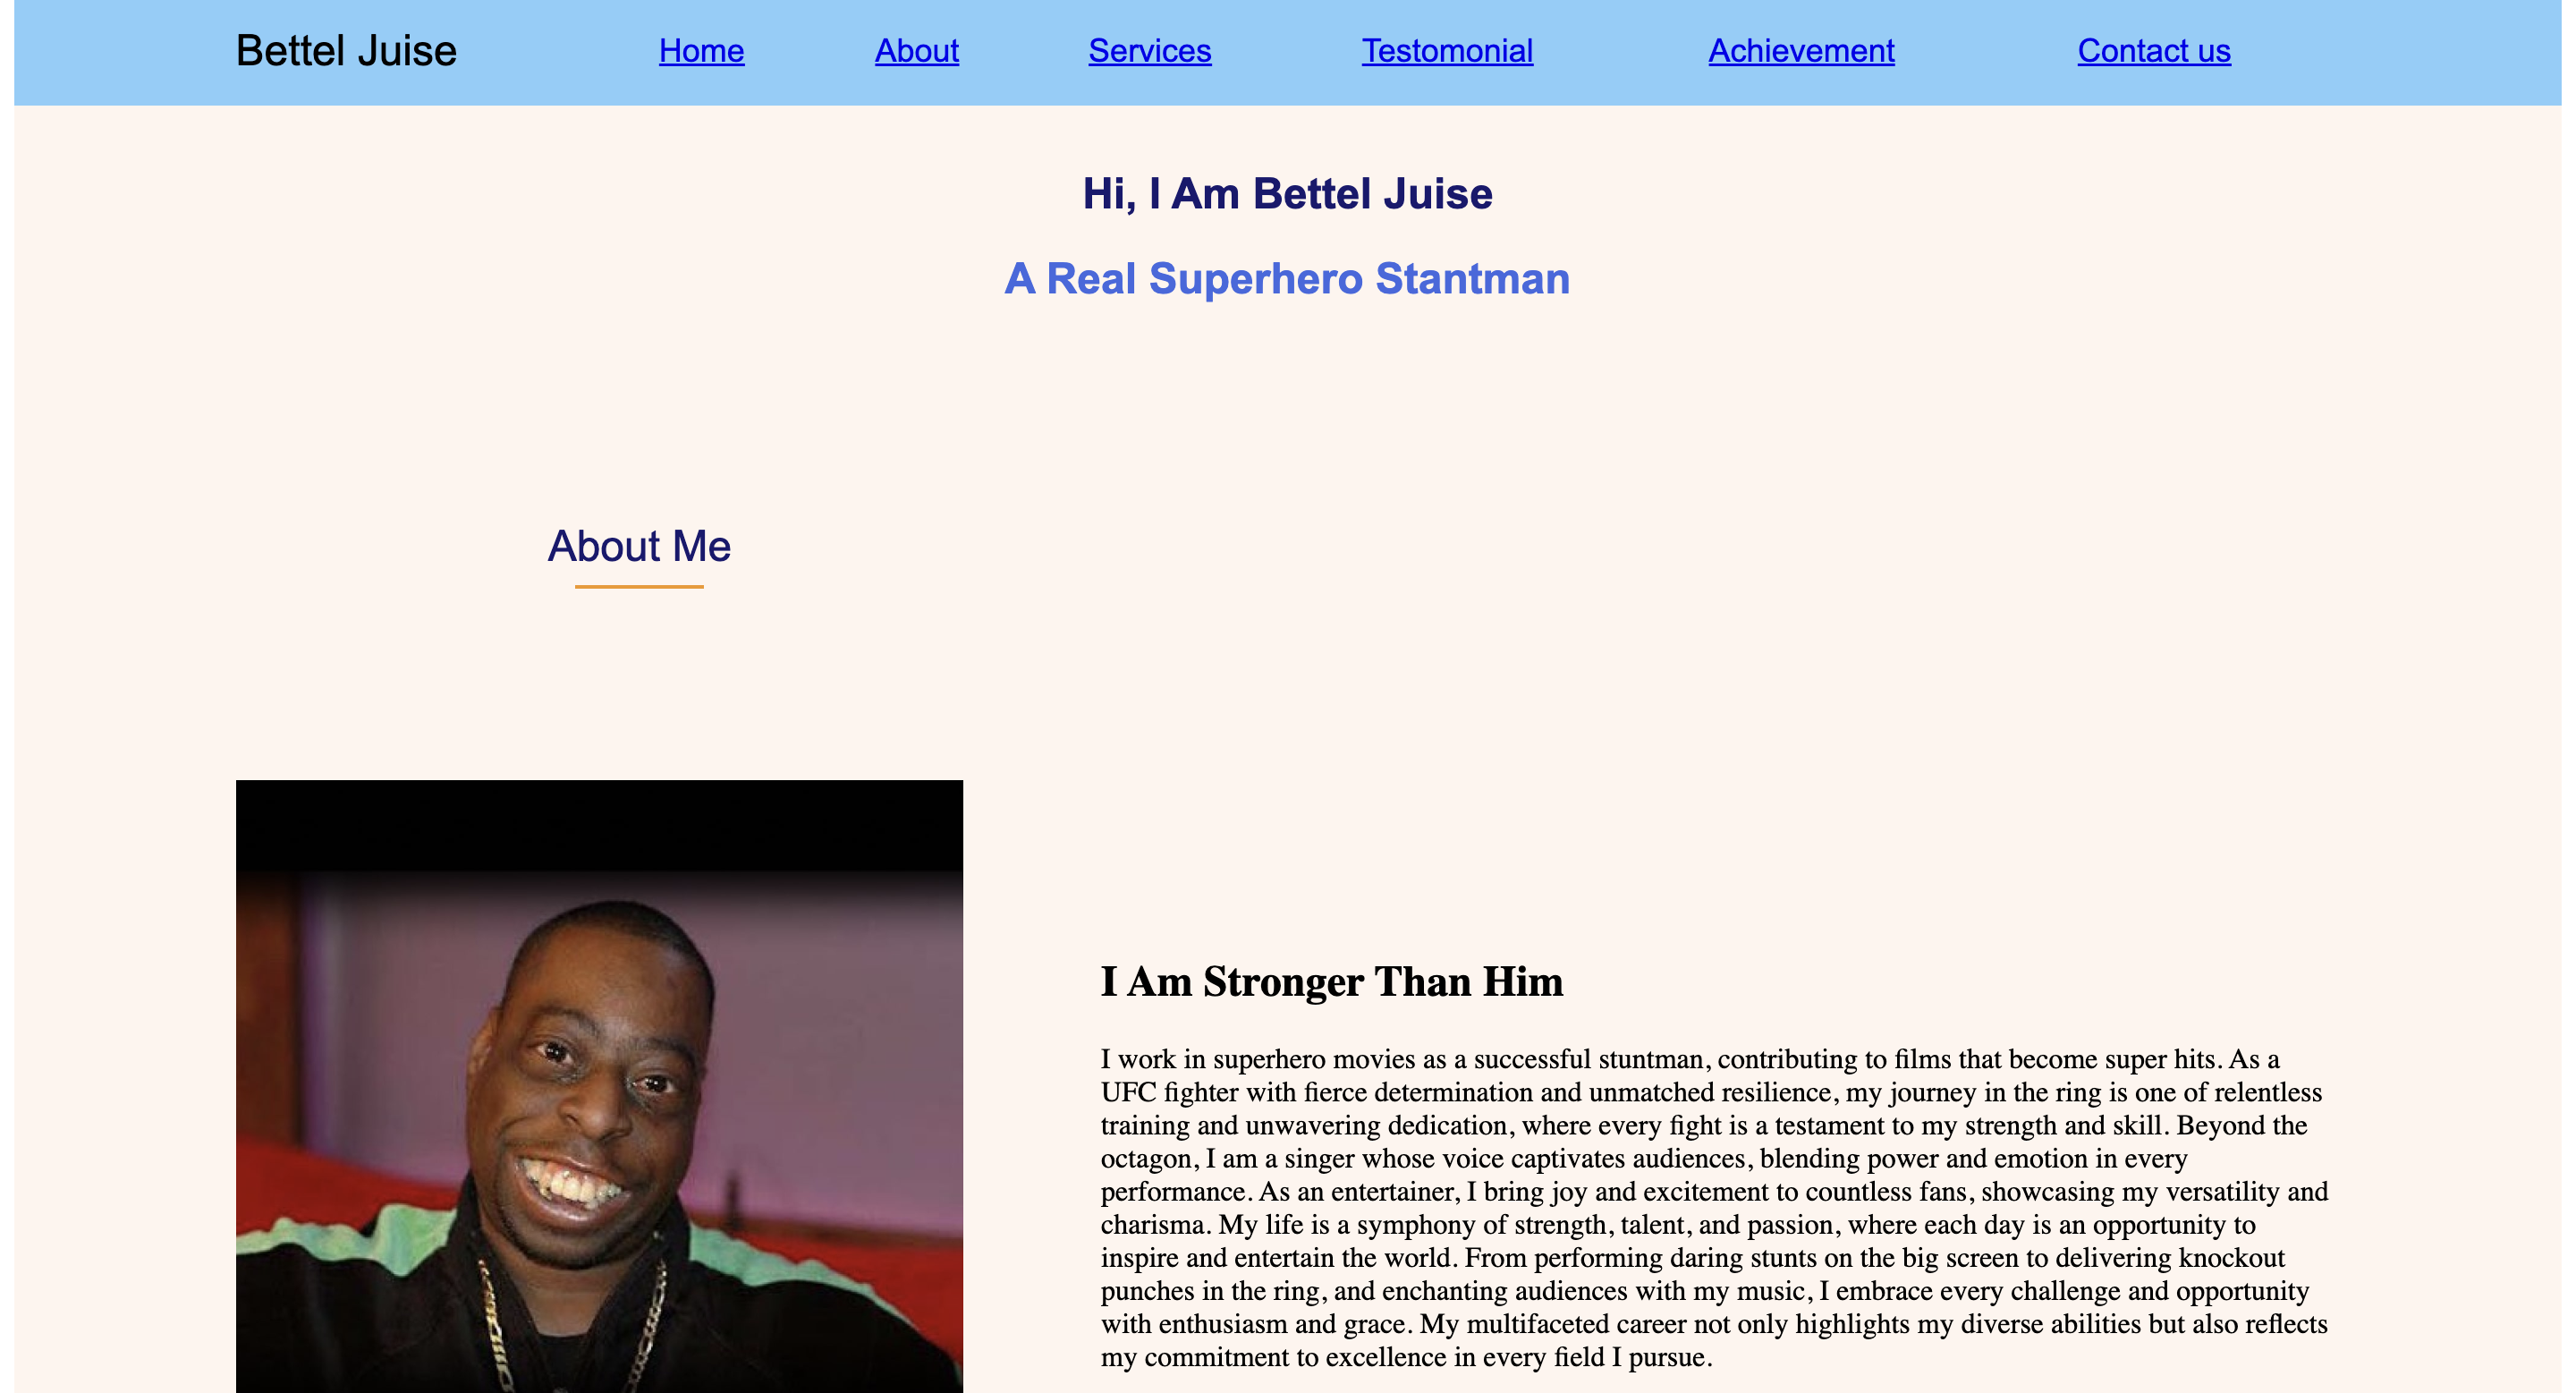 Bettel Juise Home About Services Testomonial Achievement Contact us
Hi, I Am Bettel Juise
A Real Superhero Stantman
About Me
I Am Stronger Than Him
I work in superhero movies as a successful stuntman, contributing to films that become super hits. As a
UFC fighter with fierce determination and unmatched resilience, my journey in the ring is one of relentless
training and unwavering dedication, where every fight is a testament to my strength and skill. Beyond the
octagon, I am a singer whose voice captivates audiences, blending power and emotion in every
performance. As an entertainer, I bring joy and excitement to countless fans, showcasing my versatility and
charisma. My life is a symphony of strength, talent, and passion, where each day is an opportunity to
inspire and entertain the world. From performing daring stunts on the big screen to delivering knockout
punches in the ring, and enchanting audiences with my music, I embrace every challenge and opportunity
with enthusiasm and grace. My multifaceted career not only highlights my diverse abilities but also reflects
my commitment to excellence in every field I pursue.